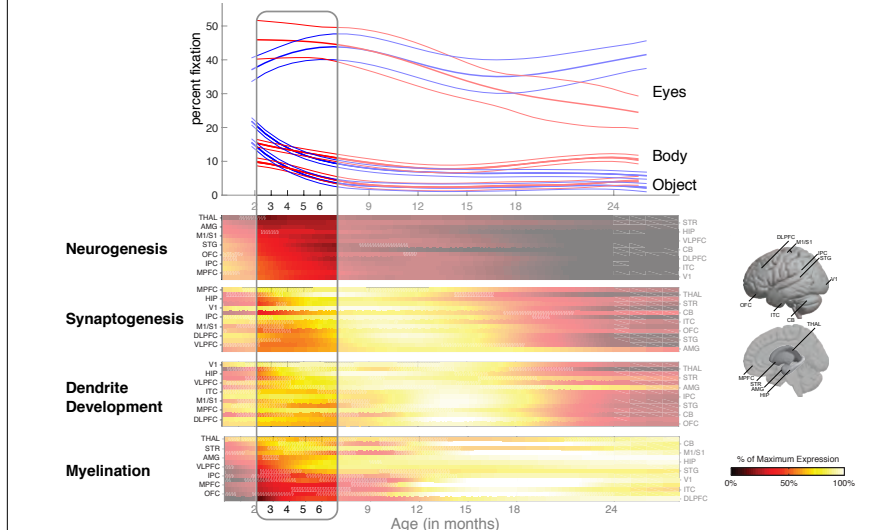 50
40
30
20
10
0
percent fixation
Eyes
Body
Object
2 3 4 5 6 9 12 15 18 21 24
Neurogenesis
THAL
AMG
M1/S1
STG
OFC
IPC
MPFC
STR
HIP
VLPFC
CB
DLPFC
ITC
V1
Synaptogenesis
MPFC
HIP
V1
IPC
M1/S1
DLPFC
VLPFC
THAL
STR
CB
ITC
OFC
STG
AMG
Dendrite
Development
V1
HIP
VLPFC
ITC
M1/S1
MPFC
DLPFC
THAL
STR
AMG
IPC
STG
CB
OFC
Myelination
THAL
STR
AMG
VLPFC
IPC
MPFC
OFC
CB
M1/S1
HIP
STG
V1
ITC
DLPFC
2 3 4 5 6 9 12 15 18 21 24
Age (in months)
DLPFC
M1/S1
IPC
STG
V1
OFC
ITC
CB
THAL
MPFC
STR
AMG
HIP
% of Maximum Expression
0% 50% 100%